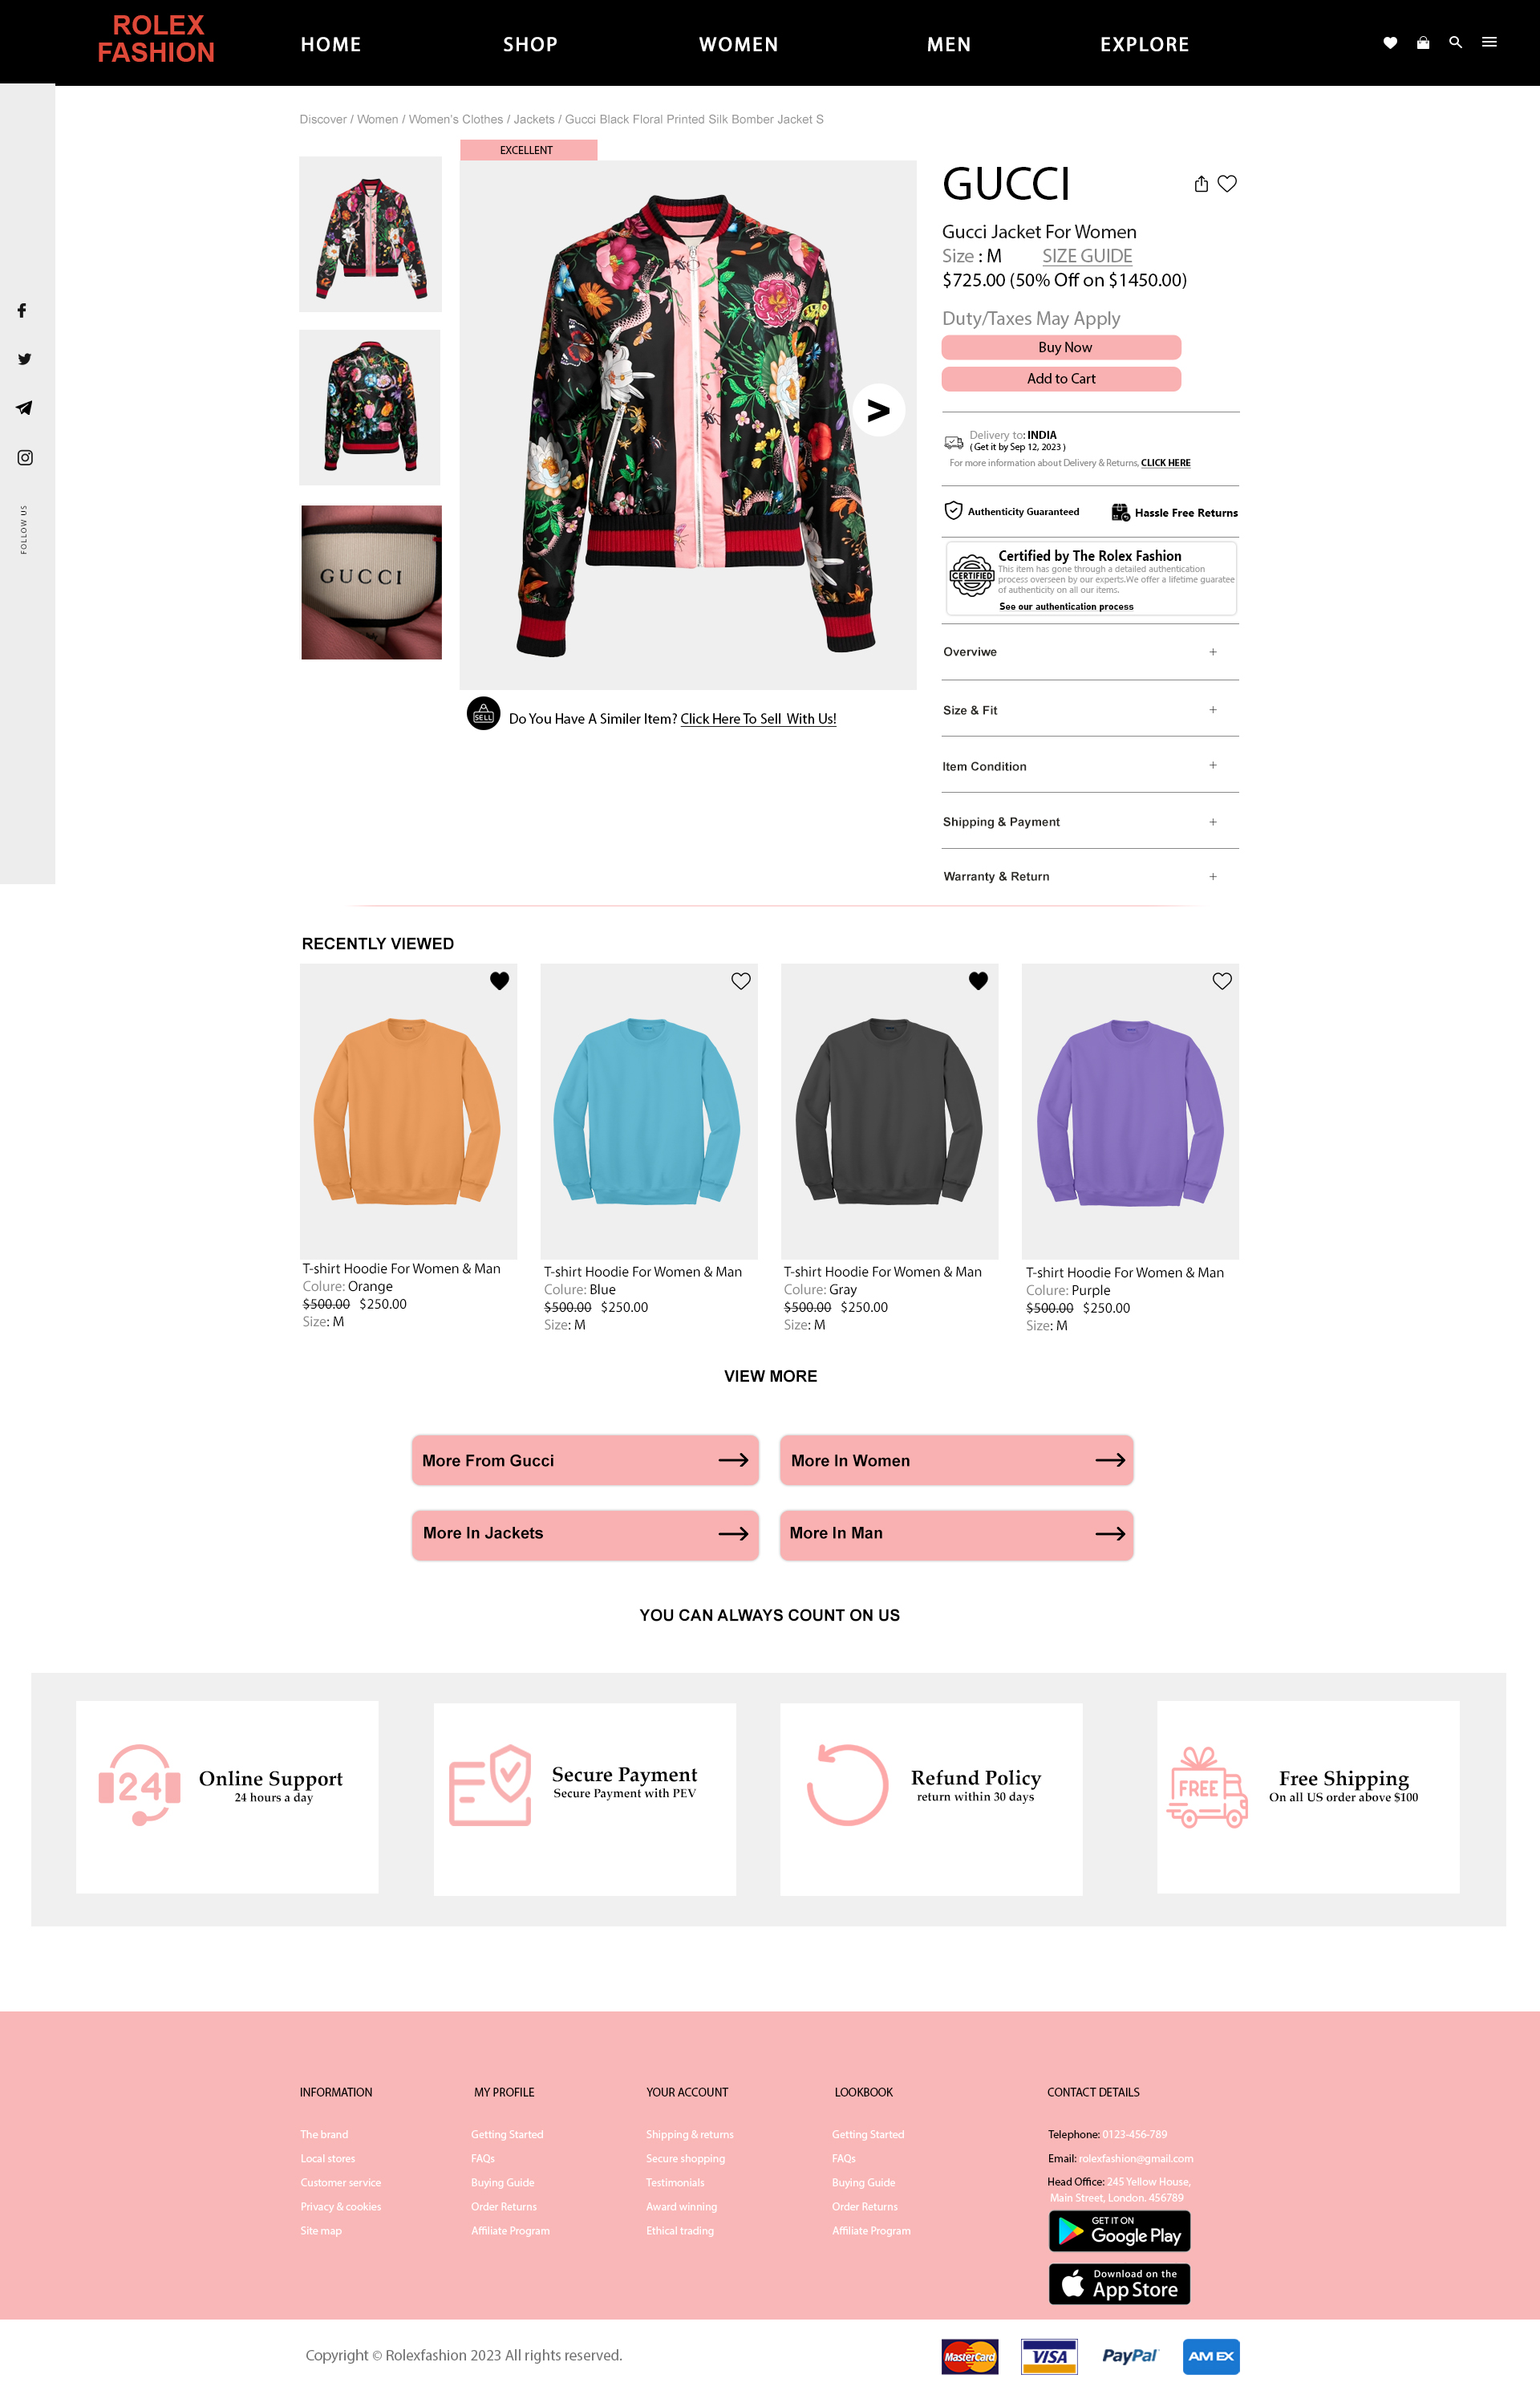 ROLEX
FASHION
HOME SHOP WOMEN MEN EXPLORE
Discover / Women / Women's Clothes / Jackets / Gucci Black Floral Printed Silk Bomber Jacket S
EXCELLENT
GUCCI
Gucci Jacket For Women
Size : M SIZE GUIDE
$725.00 (50% Off on $1450.00)
Duty/Taxes May Apply
Buy Now
Add to Cart
>
Delivery to: INDIA
( Get it by Sep 12, 2023 )
For more information about Delivery & Returns, CLICK HERE
Authenticity Guaranteed Hassle Free Returns
CERTIFIED
Certified by The Rolex Fashion
This item has gone through a detailed authentication
process overseen by our experts.We offer a lifetime guaratee
of authenticity on all our items.
See our authentication process
FOLLOW US
GUCCI
Overviwe +
Size & Fit +
Item Condition +
Shipping & Payment +
Warranty & Return +
SELL
Do You Have A Similer Item? Click Here To Sell With Us!
RECENTLY VIEWED
T-shirt Hoodie For Women & Man
Colure: Orange
$500.00 $250.00
Size: M
T-shirt Hoodie For Women & Man
Colure: Blue
$500.00 $250.00
Size: M
T-shirt Hoodie For Women & Man
Colure: Gray
$500.00 $250.00
Size: M
T-shirt Hoodie For Women & Man
Colure: Purple
$500.00 $250.00
Size: M
VIEW MORE
More From Gucci
More In Women
More In Jackets
More In Man
YOU CAN ALWAYS COUNT ON US
24
Online Support
24 hours a day
Secure Payment
Secure Payment with PEV
Refund Policy
return within 30 days
FREE
Free Shipping
On all US order above $100
INFORMATION
The brand
Local stores
Customer service
Privacy & cookies
Site map
MY PROFILE
Getting Started
FAQs
Buying Guide
Order Returns
Affiliate Program
YOUR ACCOUNT
Shipping & returns
Secure shopping
Testimonials
Award winning
Ethical trading
LOOKBOOK
Getting Started
FAQs
Buying Guide
Order Returns
Affiliate Program
CONTACT DETAILS
Telephone: 0123-456-789
Email: rolexfashion@gmail.com
Head Office: 245 Yellow House,
Main Street, London. 456789
GET IT ON
Google Play
Download on the
App Store
Copyright © Rolexfashion 2023 All rights reserved.
MasterCard
VISA
PayPal
AMEX